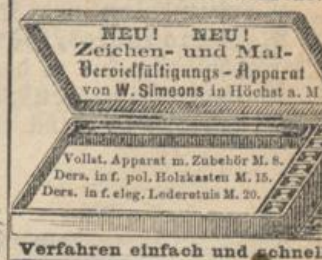 NEU! NEU!
Zeichen- und Mal-
Vervielfältigungs-Apparat
von W. Simeons in Höchst a. M
Vollst. Apparat m. Zubehör M. 8.
Ders. in f. pol. Holzkasten M. 15.
Ders. in f. eleg. Lederetuis M. 20.
Verfahren einfach und schnel